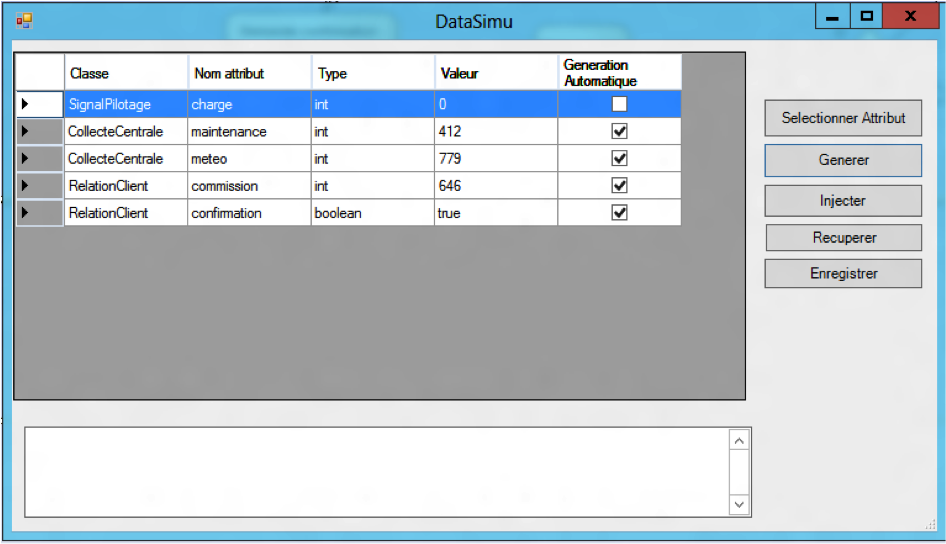 DataSimu
Classe Nom attribut Type Valeur Generation Automatique
SignalPilotage charge int 0
CollecteCentrale maintenance int 412
CollecteCentrale meteo int 779
RelationClient commission int 646
RelationClient confirmation boolean true
Selectionner Attribut
Generer
Injecter
Recuperer
Enregistrer